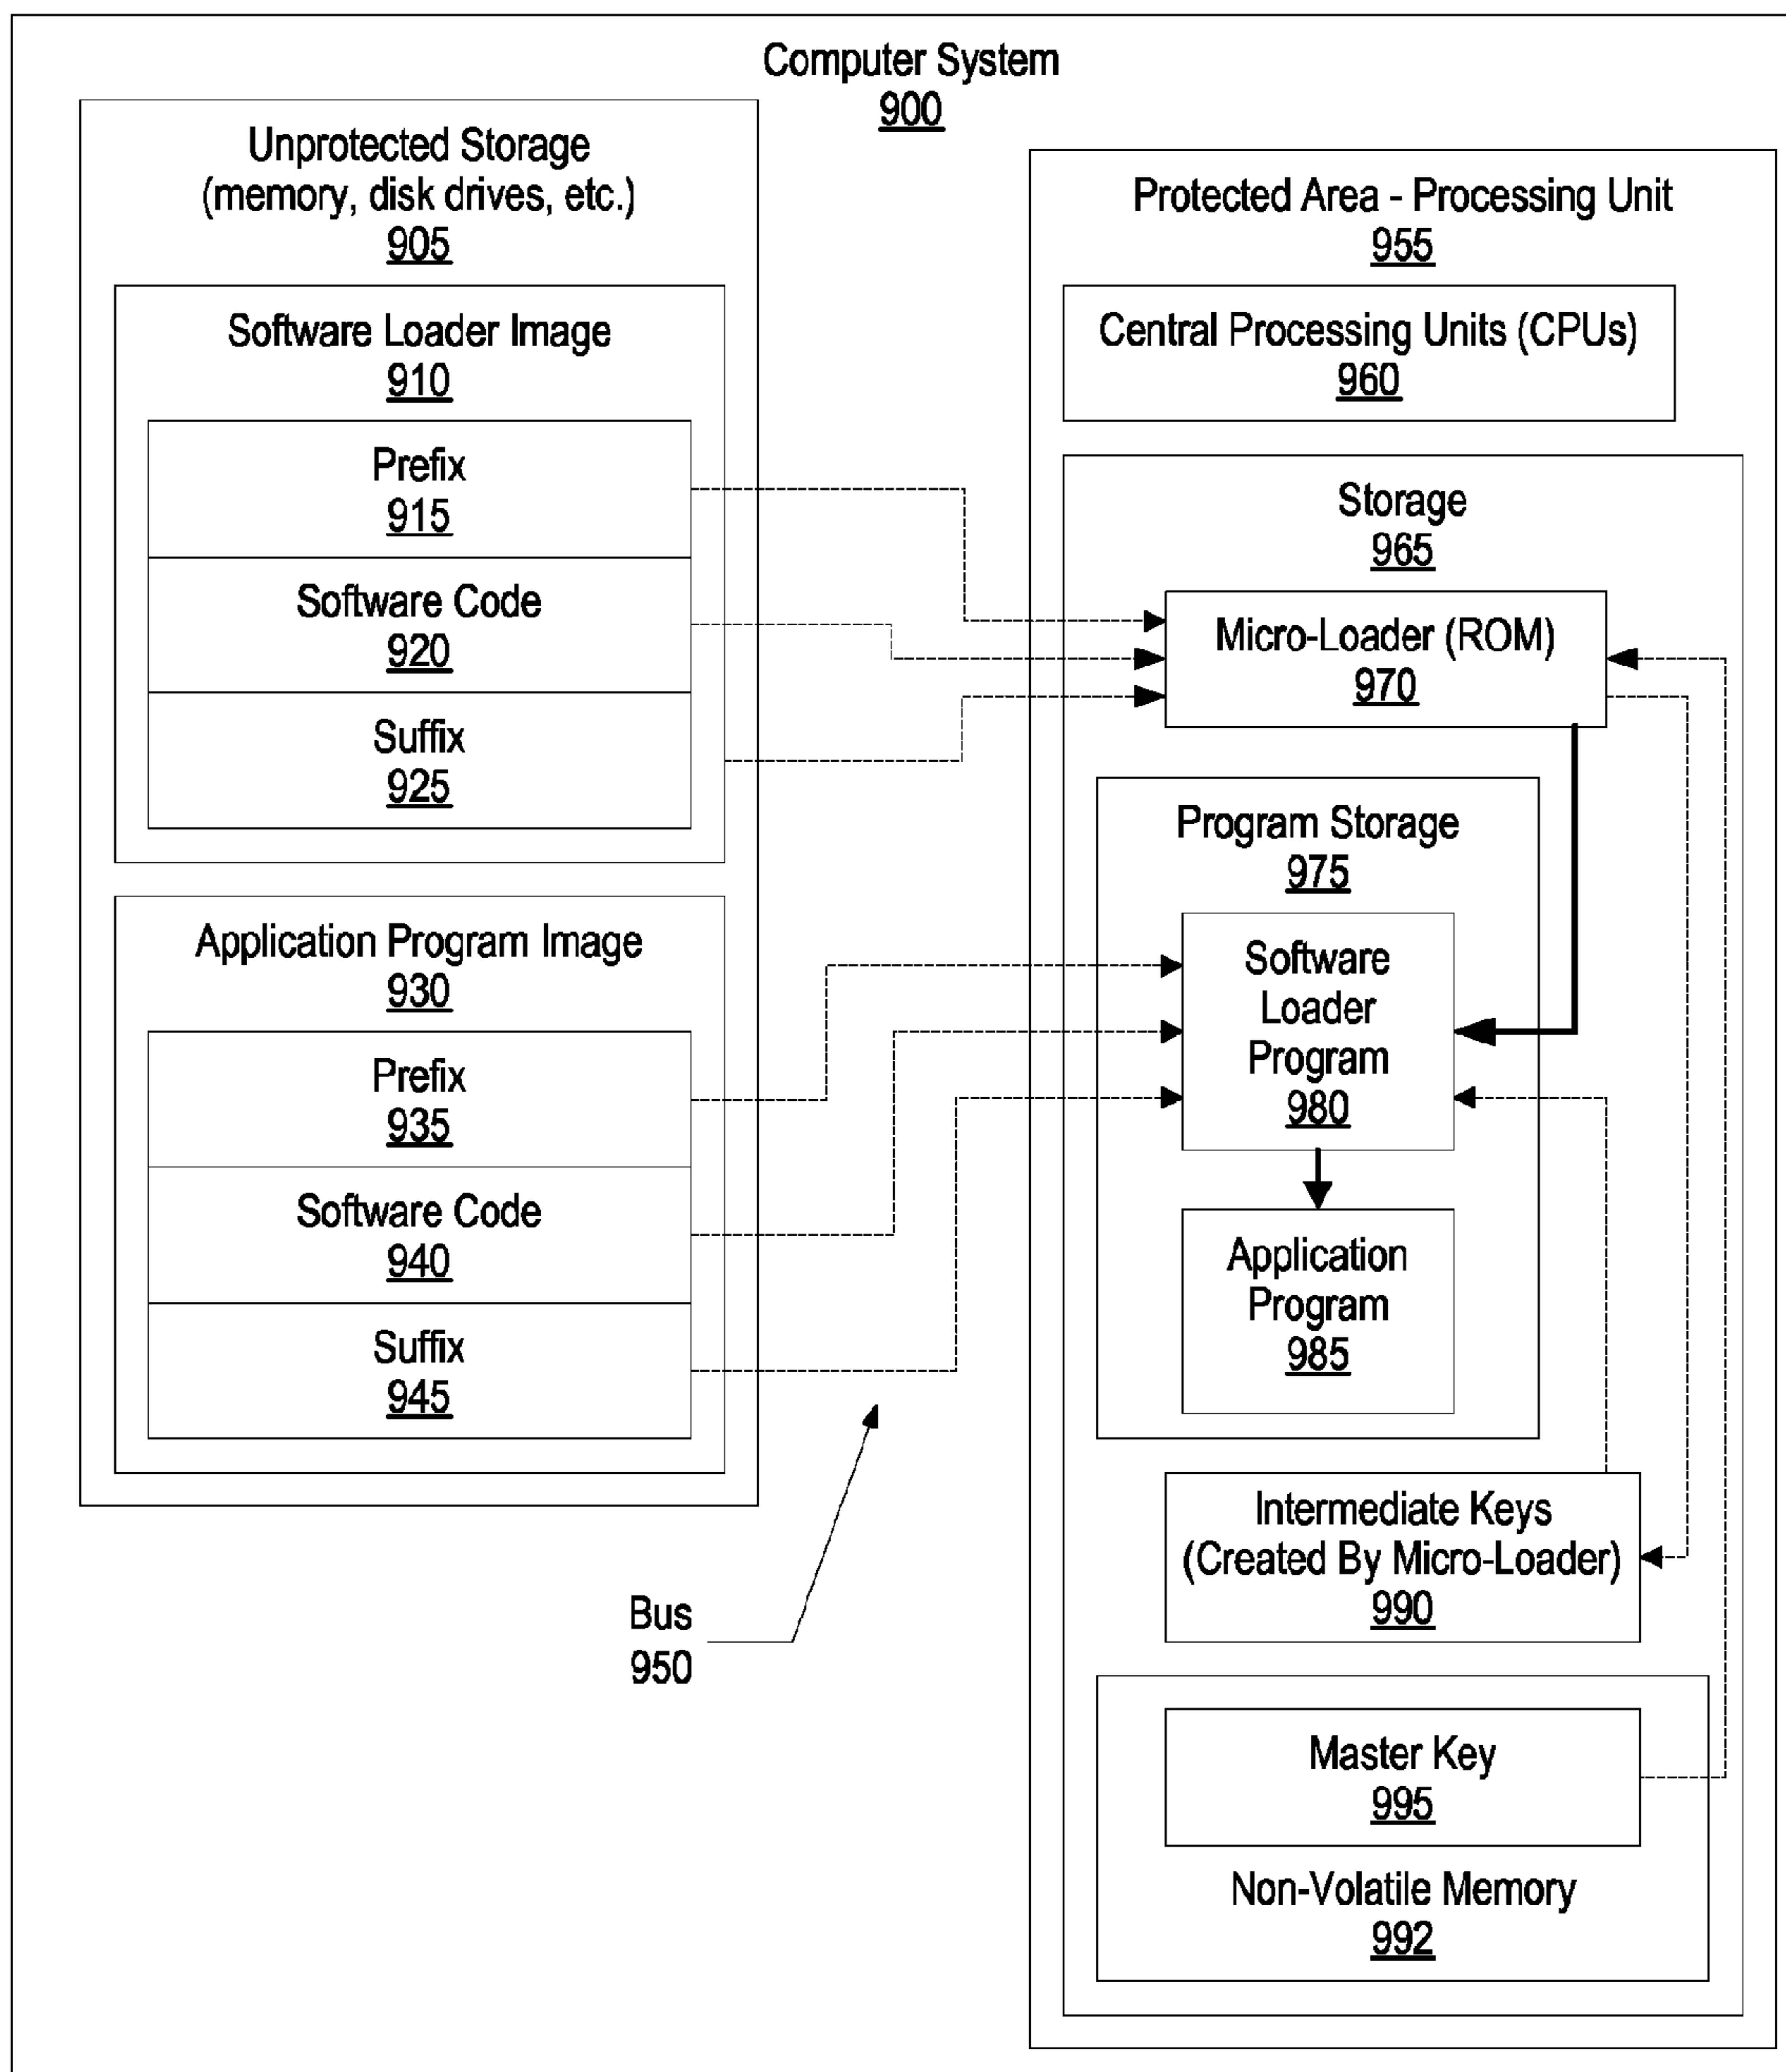 Computer System
900
Unprotected Storage
(memory, disk drives, etc.)
905
Software Loader Image
910
Prefix
915
Software Code
920
Suffix
925
Application Program Image
930
Prefix
935
Software Code
940
Suffix
945
Bus
950
Protected Area - Processing Unit
955
Central Processing Units (CPUs)
960
Storage
965
Micro-Loader (ROM)
970
Program Storage
975
Software
Loader
Program
980
Application
Program
985
Intermediate Keys
(Created By Micro-Loader)
990
Master Key
995
Non-Volatile Memory
992